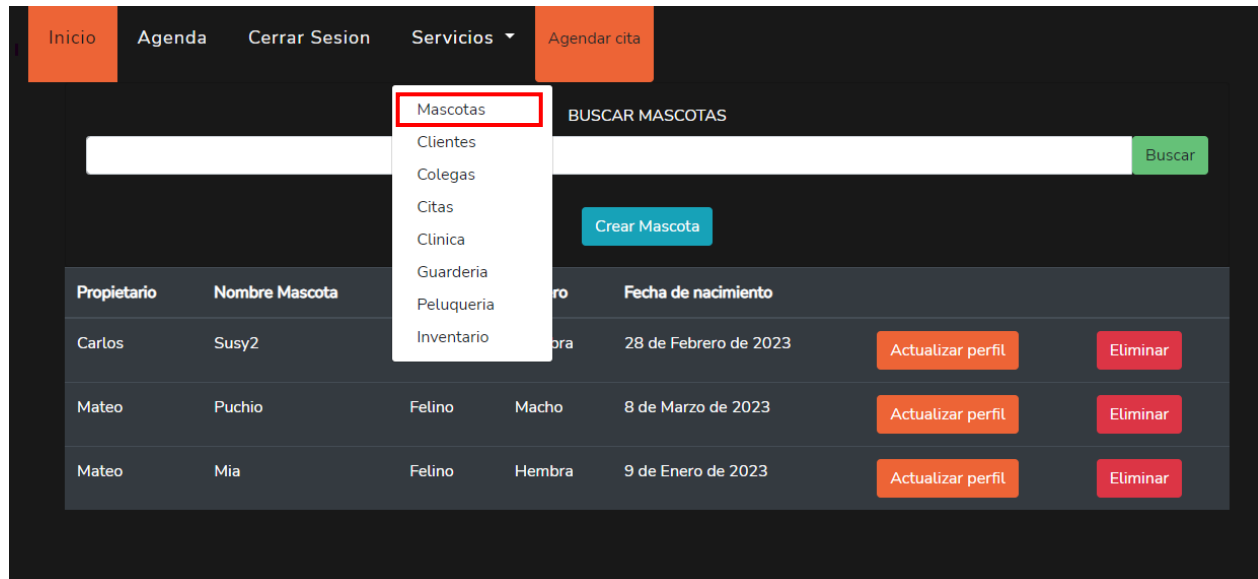 Inicio Agenda Cerrar Sesion Servicios Agendar cita
Mascotas
Clientes
Colegas
Citas
Clinica
Guarderia
Peluqueria
Inventario
BUSCAR MASCOTAS
Buscar
Crear Mascota
Propietario Nombre Mascota ro Fecha de nacimiento
Carlos Susy2 bra 28 de Febrero de 2023 Actualizar perfil Eliminar
Mateo Puchio Felino Macho 8 de Marzo de 2023 Actualizar perfil Eliminar
Mateo Mia Felino Hembra 9 de Enero de 2023 Actualizar perfil Eliminar